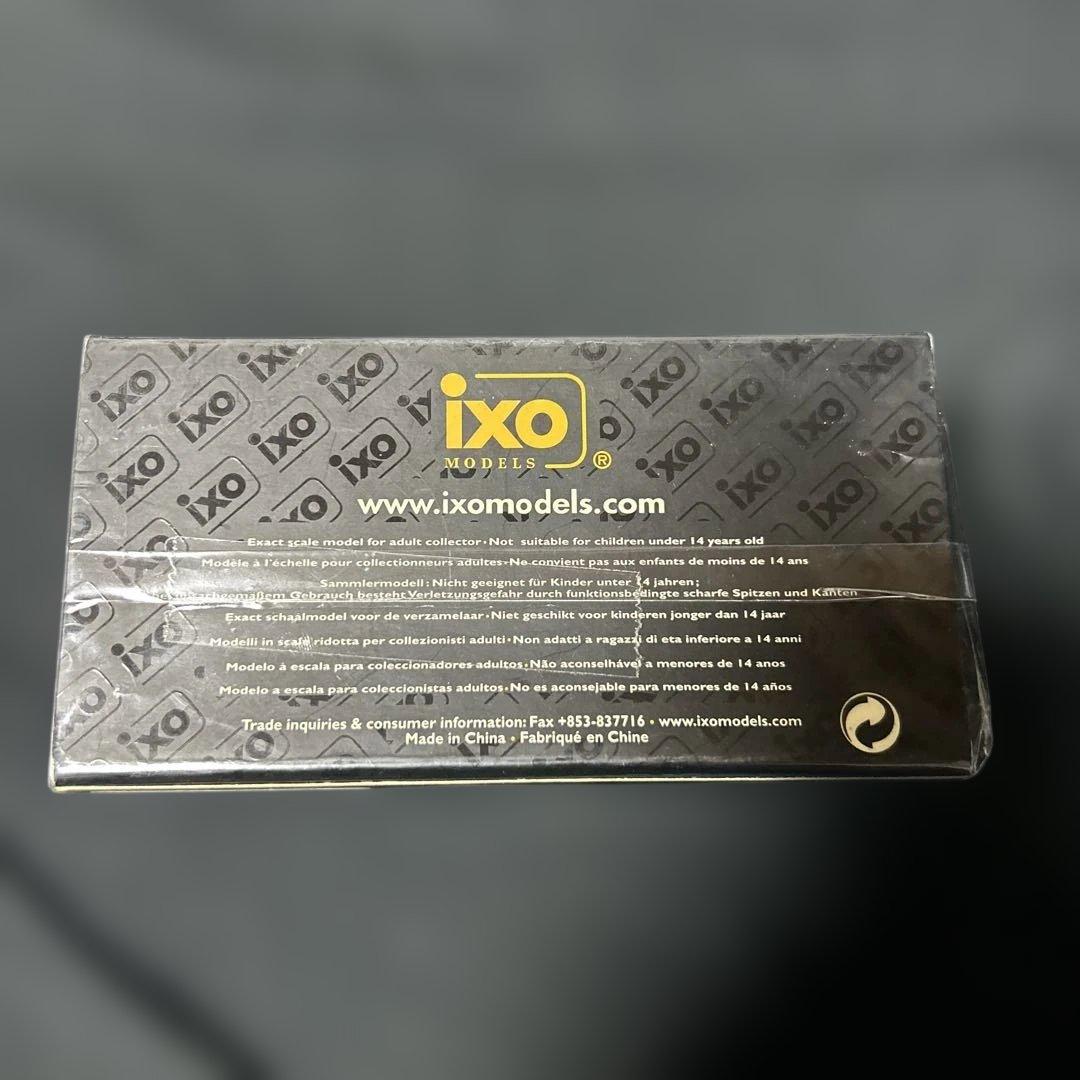 ixo
MODELS ®
www.ixomodels.com
Exact scale model for adult collector • Not suitable for children under 14 years old
Modèle à l'échelle pour collectionneurs adultes • Ne convient pas aux enfants de moins de 14 ans
Sammlermodell : Nicht geeignet für Kinder unter 14 jahren ;
Gebrauch besteht Verletzungsgefahr durch funktionsbedingte scharfe Spitzen und Kanten
Exact schaalmodel voor de verzamelaar • Niet geschikt voor kinderen jonger dan 14 jaar
Modelli in scala ridotta per collezionisti adulti • Non adatti a ragazzi di eta inferiore a 14 anni
Modelo à escala para coleccionadores adultos • Não aconselhável a menores de 14 anos
Modelo a escala para coleccionistas adultos • No es aconsejable para menores de 14 años
Trade inquiries & consumer information: Fax +853-837716 • www.ixomodels.com
Made in China • Fabriqué en Chine